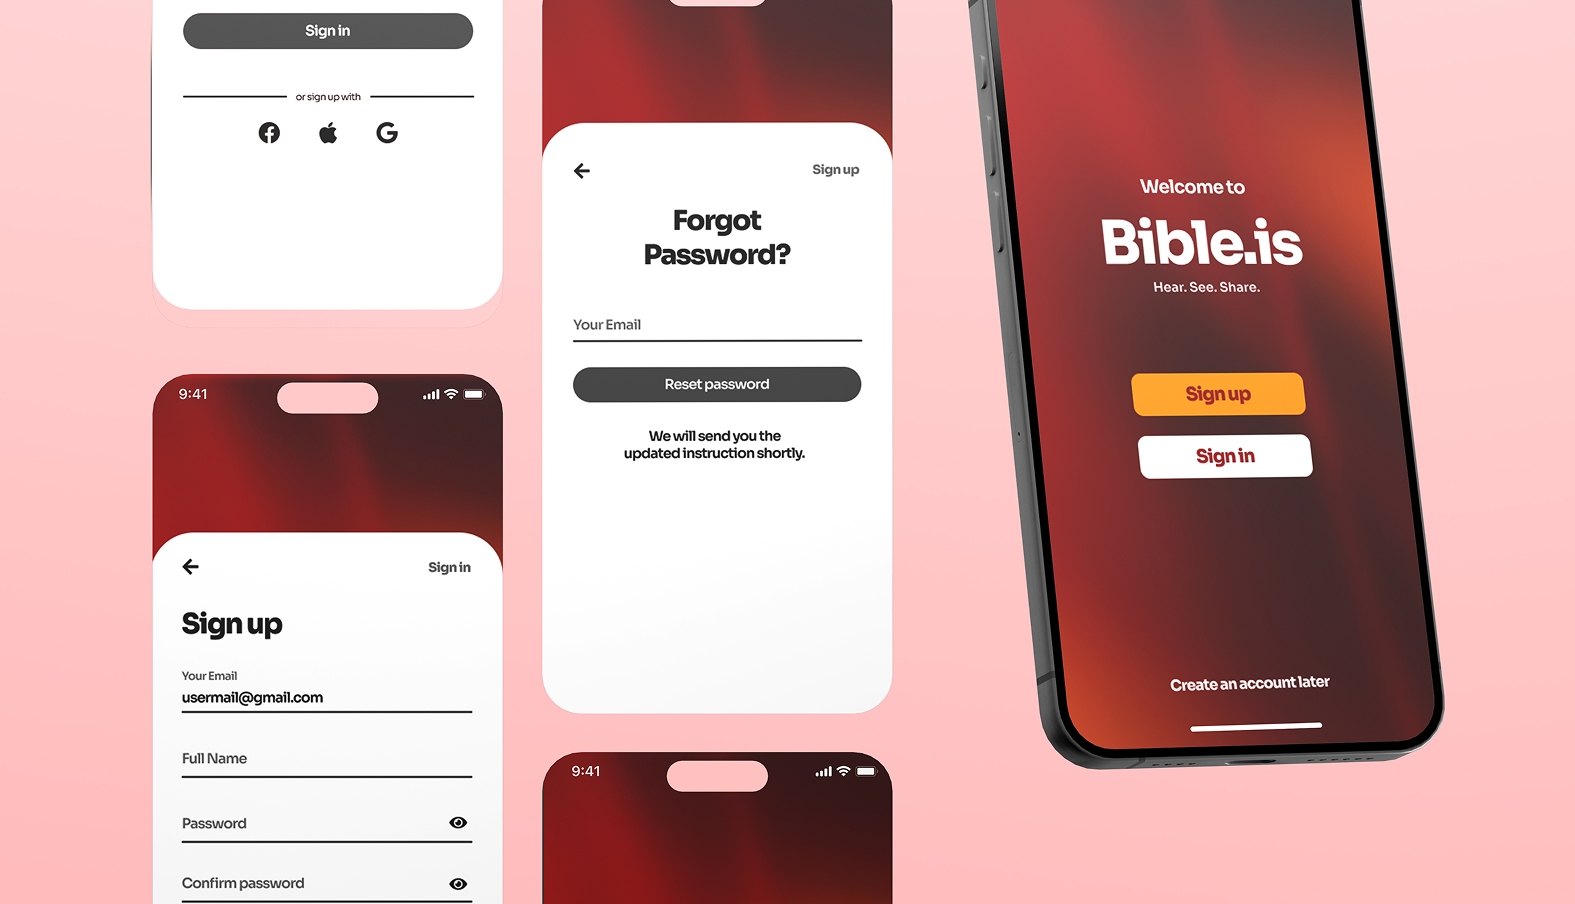 Sign in
or sign up with
9:41
Sign in
Sign up
Your Email
usermail@gmail.com
Full Name
Password
Confirm password
Sign up
Forgot
Password?
Your Email
Reset password
We will send you the
updated instruction shortly.
9:41
Welcome to
Bible.is
Hear. See. Share.
Sign up
Sign in
Create an account later